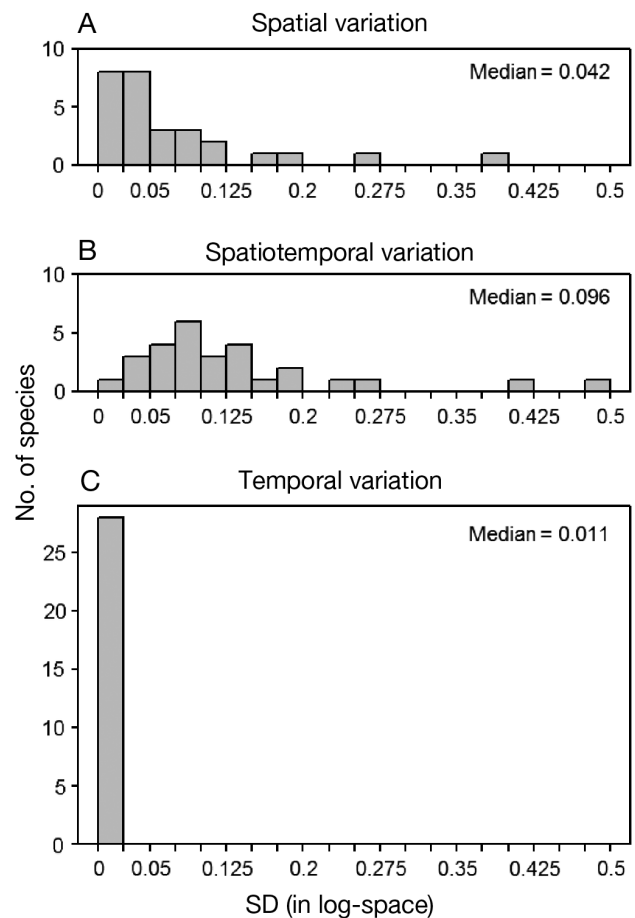 A
Spatial variation
Median = 0.042
10
5
0
0 0.05 0.125 0.2 0.275 0.35 0.425 0.5
B
Spatiotemporal variation
Median = 0.096
10
5
0
0 0.05 0.125 0.2 0.275 0.35 0.425 0.5
No. of species
C
Temporal variation
Median = 0.011
25
20
15
10
5
0
0 0.05 0.125 0.2 0.275 0.35 0.425 0.5
SD (in log-space)